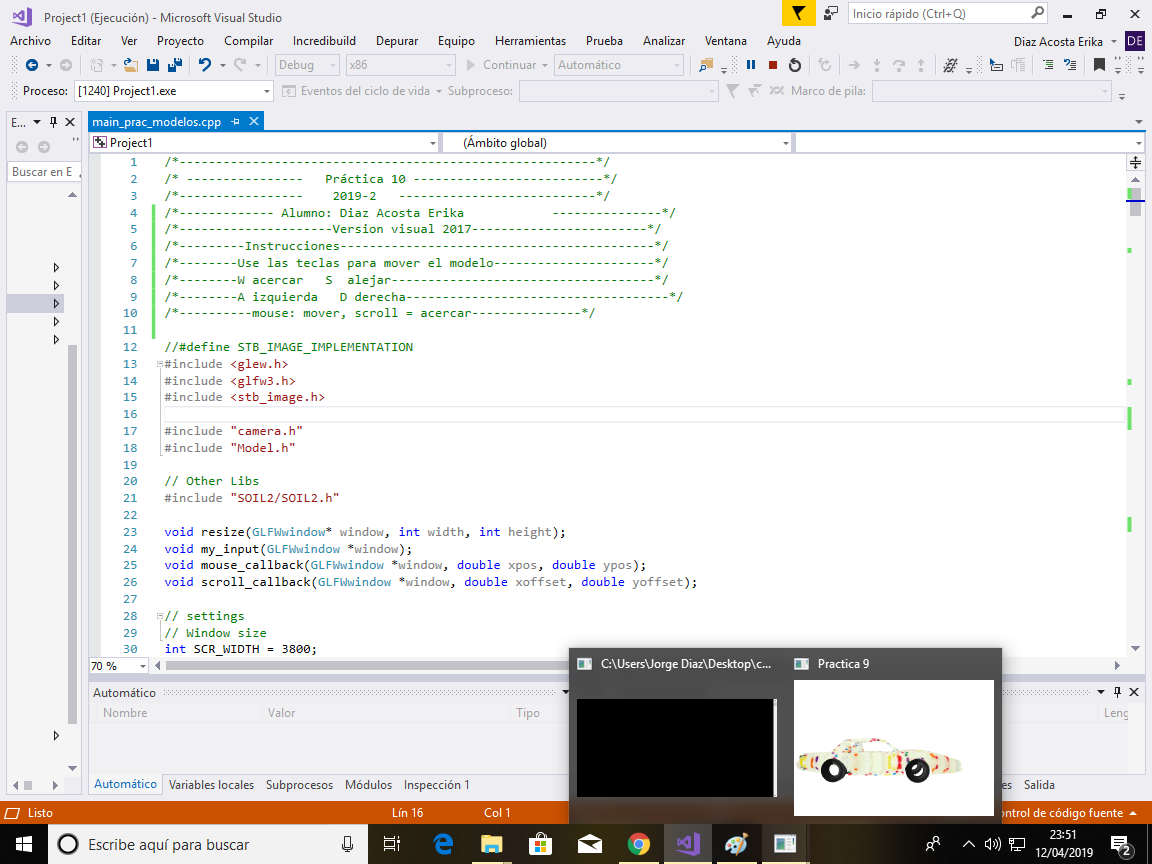 Project1 (Ejecución) - Microsoft Visual Studio
Inicio rápido (Ctrl+Q)
Archivo Editar Ver Proyecto Compilar Incredibuild Depurar Equipo Herramientas Prueba Analizar Ventana Ayuda
Diaz Acosta Erika DE
Debug x86 Continuar Automático
Proceso: [1240] Project1.exe Eventos del ciclo de vida Subproceso: Marco de pila:
E... main_prac_modelos.cpp
Project1 (Ámbito global)
Buscar en E
1 /*---------------------------------------------------------*/
2 /* ---------------- Práctica 10 --------------------------*/
3 /*----------------- 2019-2 ---------------------------*/
4 /*------------- Alumno: Diaz Acosta Erika ---------------*/
5 /*---------------------Version visual 2017------------------------*/
6 /*---------Instrucciones-------------------------------------------*/
7 /*--------Use las teclas para mover el modelo----------------------*/
8 /*--------W acercar S alejar------------------------------------*/
9 /*--------A izquierda D derecha------------------------------------*/
10 /*----------mouse: mover, scroll = acercar---------------*/
11
12 //#define STB_IMAGE_IMPLEMENTATION
13 #include <glew.h>
14 #include <glfw3.h>
15 #include <stb_image.h>
16
17 #include "camera.h"
18 #include "Model.h"
19
20 // Other Libs
21 #include "SOIL2/SOIL2.h"
22
23 void resize(GLFWwindow* window, int width, int height);
24 void my_input(GLFWwindow *window);
25 void mouse_callback(GLFWwindow *window, double xpos, double ypos);
26 void scroll_callback(GLFWwindow *window, double xoffset, double yoffset);
27
28 // settings
29 // Window size
30 int SCR_WIDTH = 3800;
70 %
C:\Users\Jorge Diaz\Desktop\c... Practica 9
Automático
Nombre Valor Tipo Leng
Automático Variables locales Subprocesos Módulos Inspección 1 es Salida
Listo Lín 16 Col 1 ontrol de código fuente
Escribe aquí para buscar
23:51
12/04/2019
2